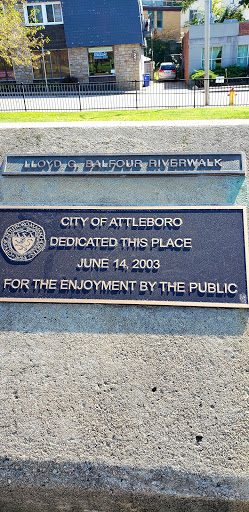 LLOYD G. BALFOUR RIVERWALK
CITY OF ATTLEBORO
DEDICATED THIS PLACE
JUNE 14, 2003
FOR THE ENJOYMENT BY THE PUBLIC